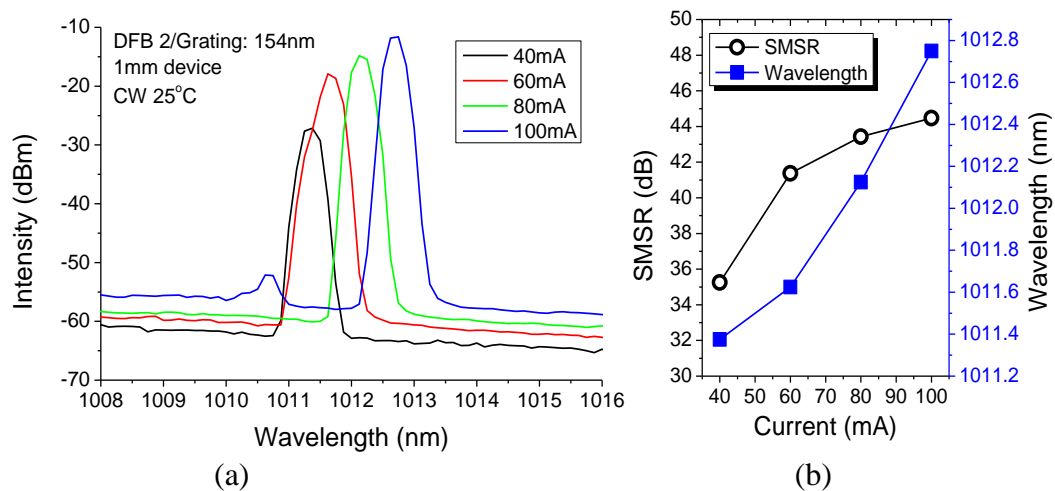 DFB 2/Grating: 154nm
1mm device
CW 25°C
40mA
60mA
80mA
100mA
-10
-20
-30
-40
-50
-60
-70
Intensity (dBm)
1008 1009 1010 1011 1012 1013 1014 1015 1016
Wavelength (nm)
(a)
SMSR
Wavelength
50
48
46
44
42
40
38
36
34
32
30
SMSR (dB)
1012.8
1012.6
1012.4
1012.2
1012.0
1011.8
1011.6
1011.4
1011.2
Wavelength (nm)
40 50 60 70 80 90 100
Current (mA)
(b)